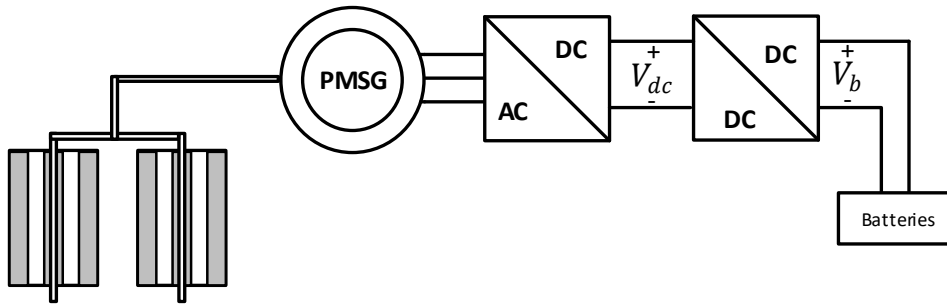 PMSG
AC
DC
+
V_dc
-
DC
DC
+
V_b
-
Batteries